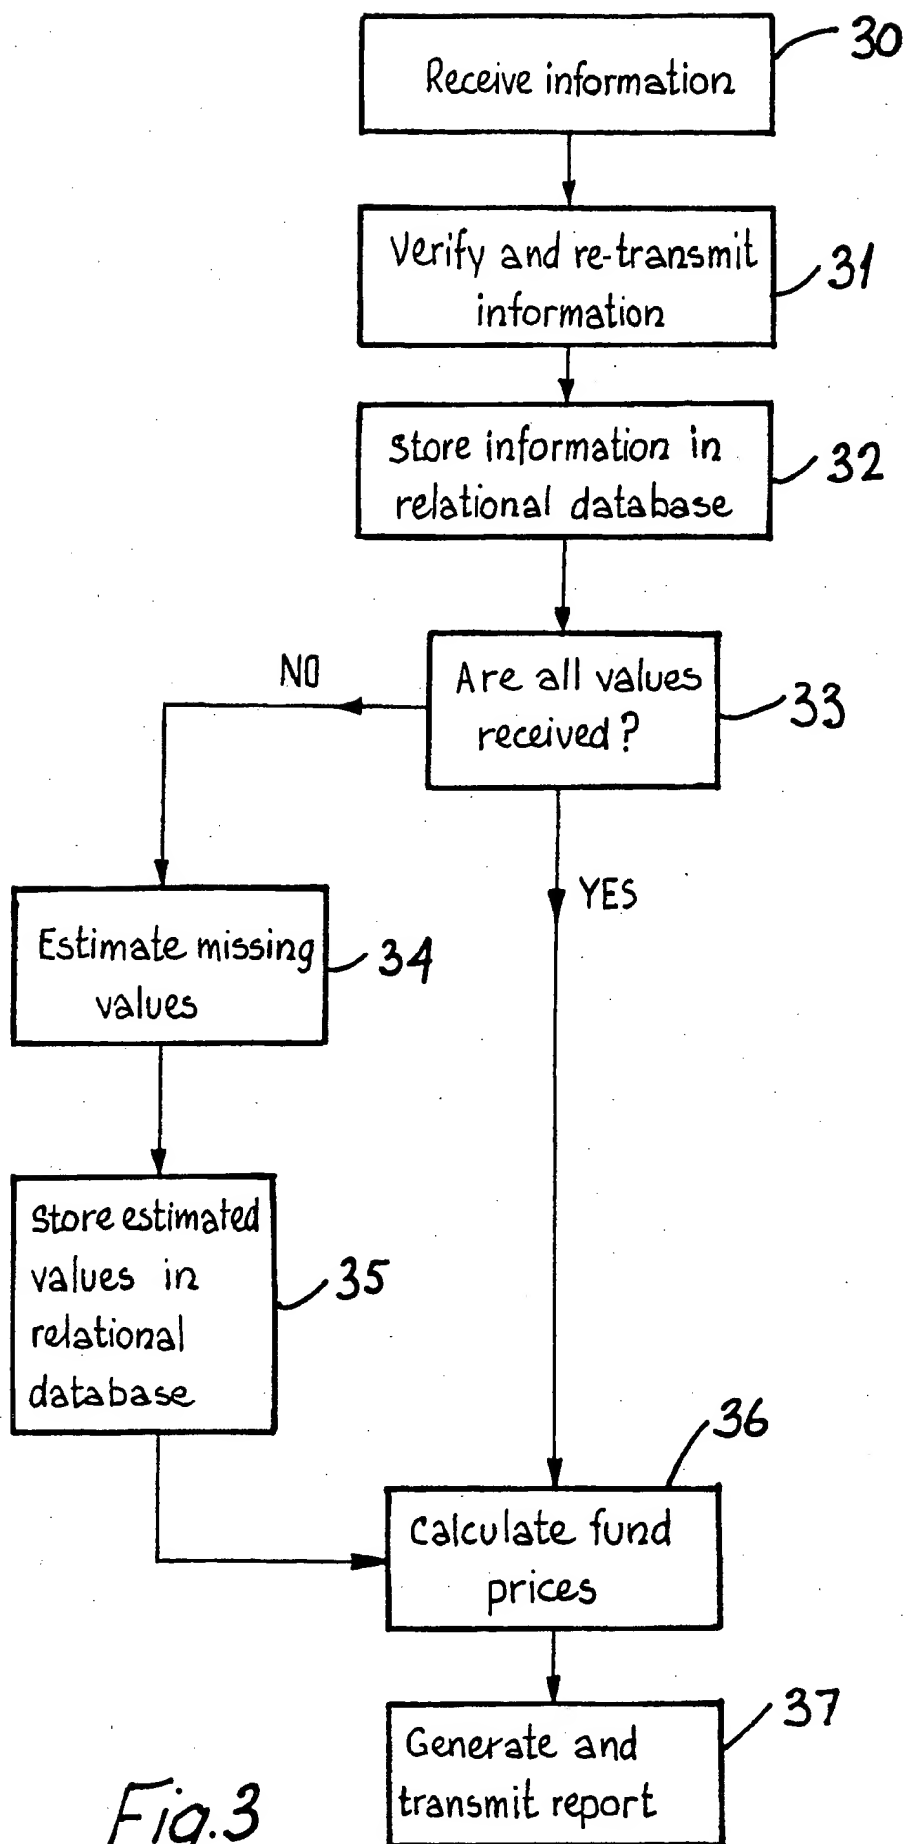 30
Receive information
Verify and re-transmit
information
31
Store information in
relational database
32
Are all values
received?
33
NO
YES
Estimate missing
values
34
Store estimated
values in
relational
database
35
36
Calculate fund
prices
37
Generate and
transmit report
Fig.3